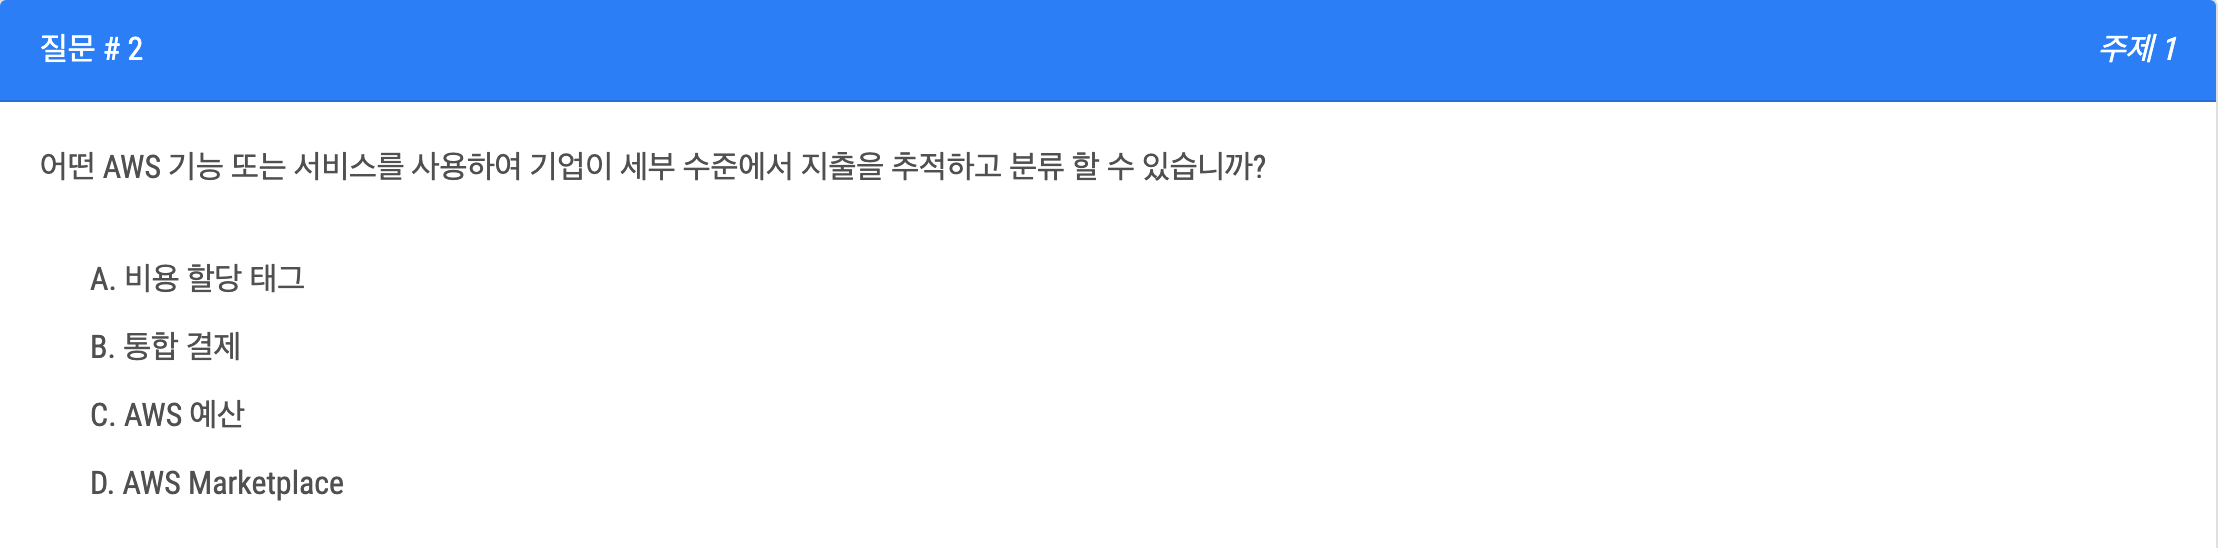 질문 # 2
주제 1
어떤 AWS 기능 또는 서비스를 사용하여 기업이 세부 수준에서 지출을 추적하고 분류 할 수 있습니까?
A. 비용 할당 태그
B. 통합 결제
C. AWS 예산
D. AWS Marketplace